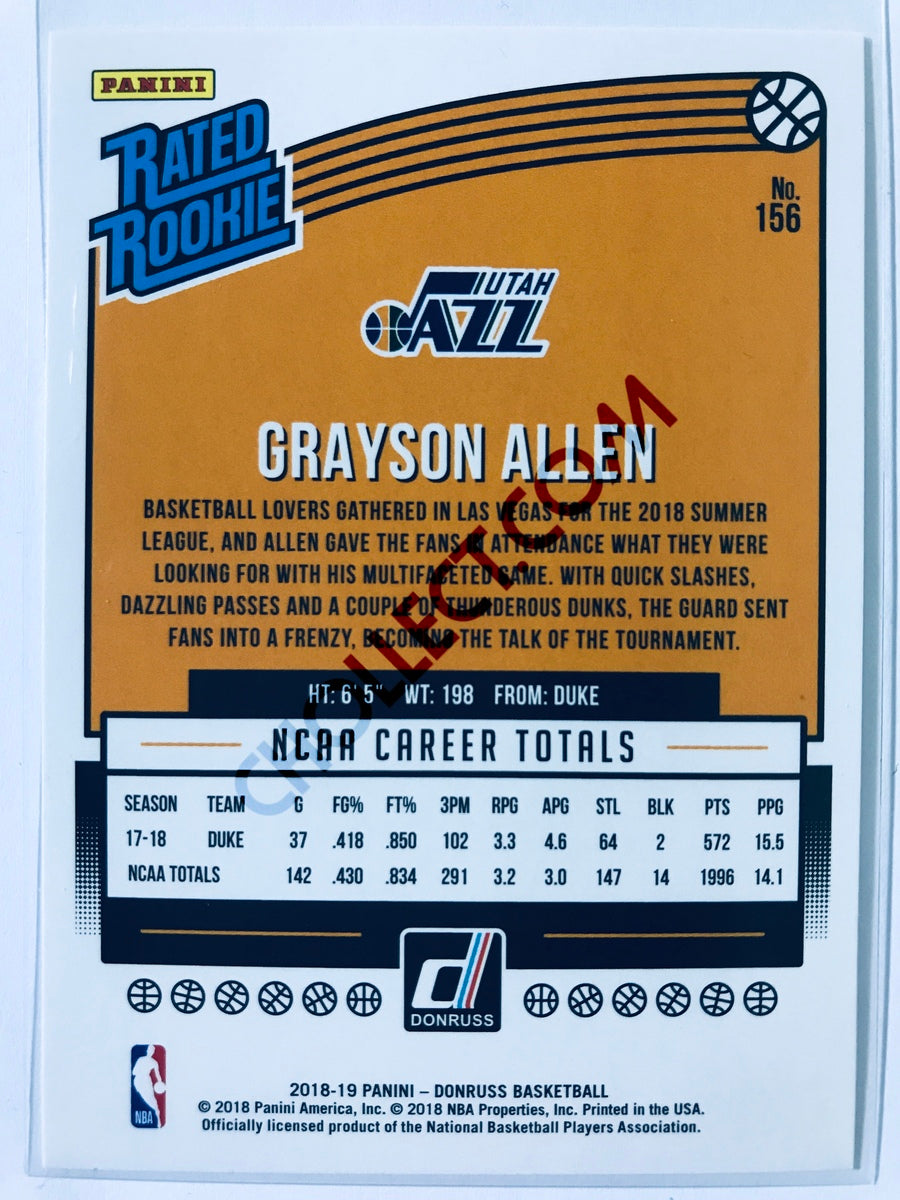 PANINI
RATED
ROOKIE
No.
156
UTAH
JAZZ
GRAYSON ALLEN
BASKETBALL LOVERS GATHERED IN LAS VEGAS FOR THE 2018 SUMMER
LEAGUE, AND ALLEN GAVE THE FANS IN ATTENDANCE WHAT THEY WERE
LOOKING FOR WITH HIS MULTIFACETED GAME. WITH QUICK SLASHES,
DAZZLING PASSES AND A COUPLE OF THUNDEROUS DUNKS, THE GUARD SENT
FANS INTO A FRENZY, BECOMING THE TALK OF THE TOURNAMENT.
CHOLLECT.COM
HT: 6' 5" WT: 198 FROM: DUKE
NCAA CAREER TOTALS
SEASON TEAM G FG% FT% 3PM RPG APG STL BLK PTS PPG
17-18 DUKE 37 .418 .850 102 3.3 4.6 64 2 572 15.5
NCAA TOTALS 142 .430 .834 291 3.2 3.0 147 14 1996 14.1
d
DONRUSS
NBA
2018-19 PANINI – DONRUSS BASKETBALL
© 2018 Panini America, Inc. © 2018 NBA Properties, Inc. Printed in the USA.
Officially licensed product of the National Basketball Players Association.